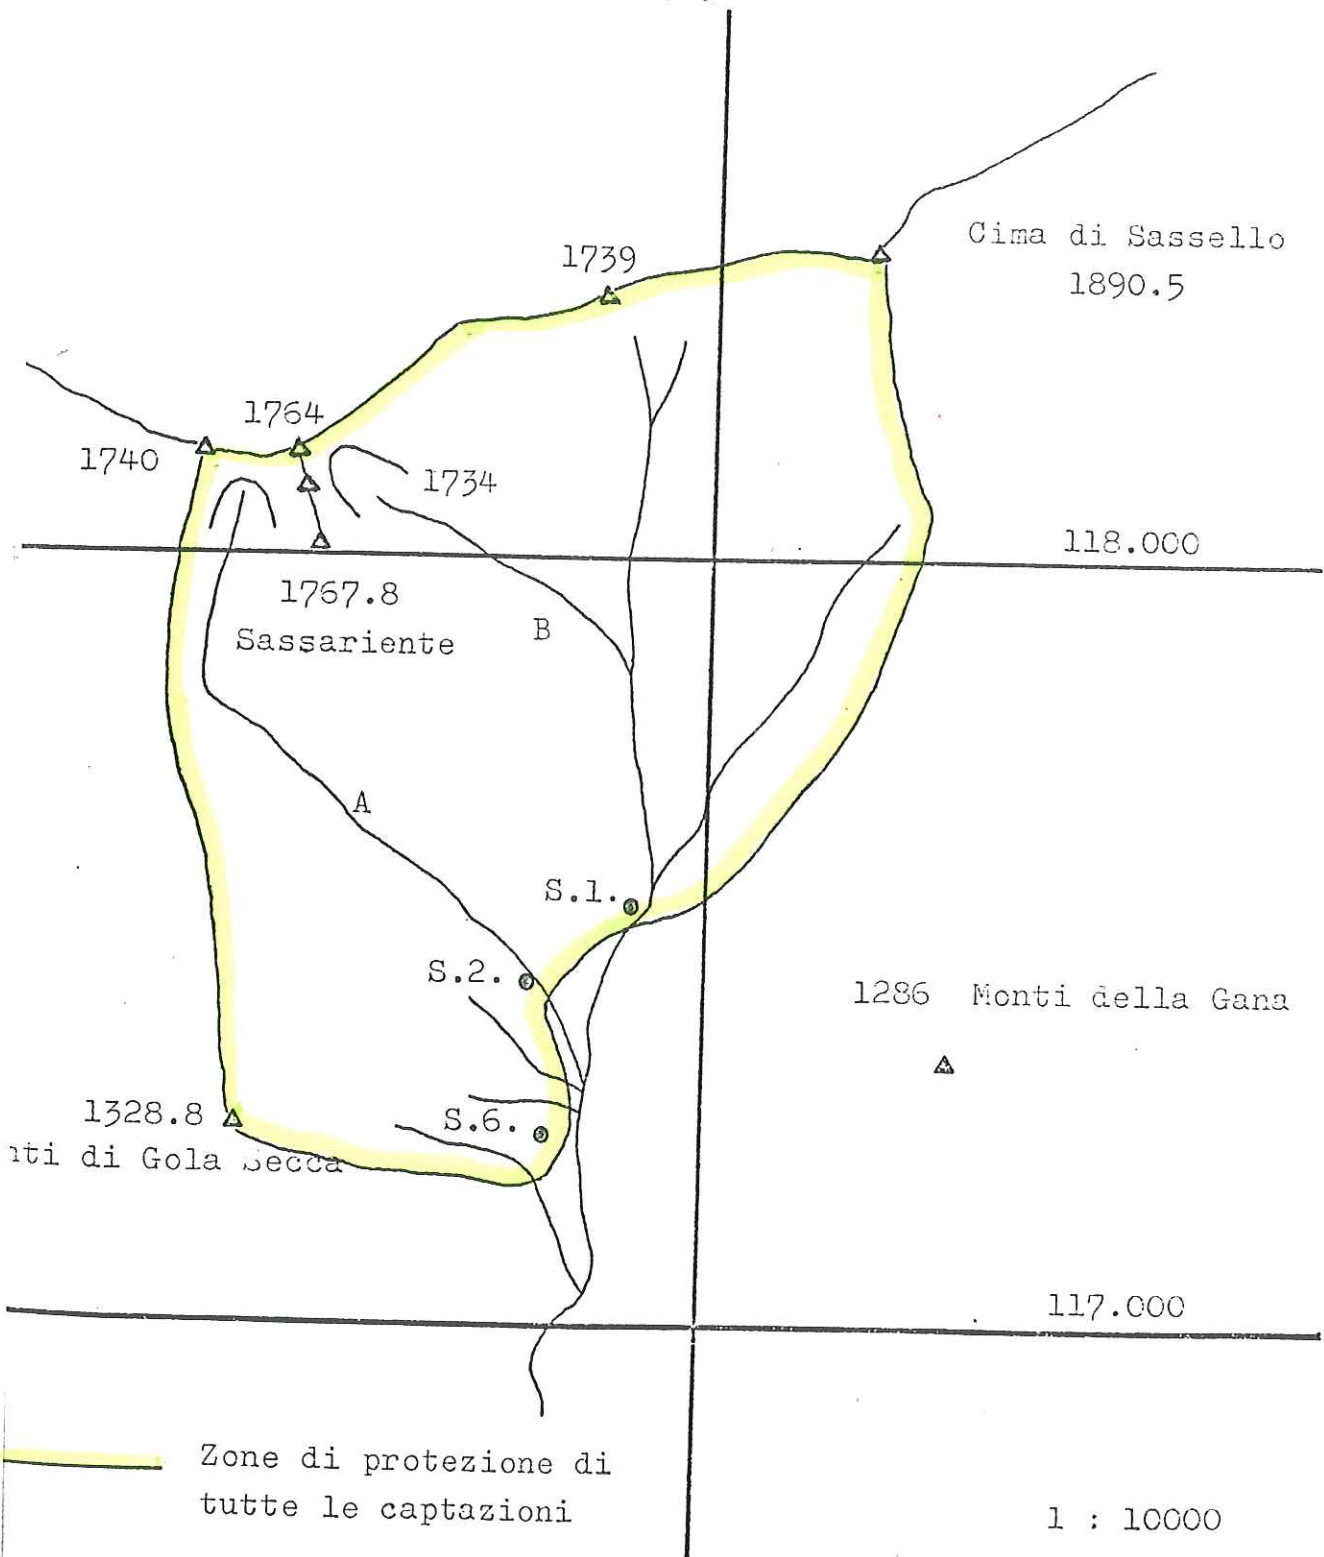 Cima di Sassello
1890.5
1739
1764
1740
1734
118.000
1767.8
Sassariente
B
A
S.1.
S.2.
1286 Monti della Gana
1328.8
S.6.
di Gola Secca
117.000
Zone di protezione di
tutte le captazioni
1 : 10000